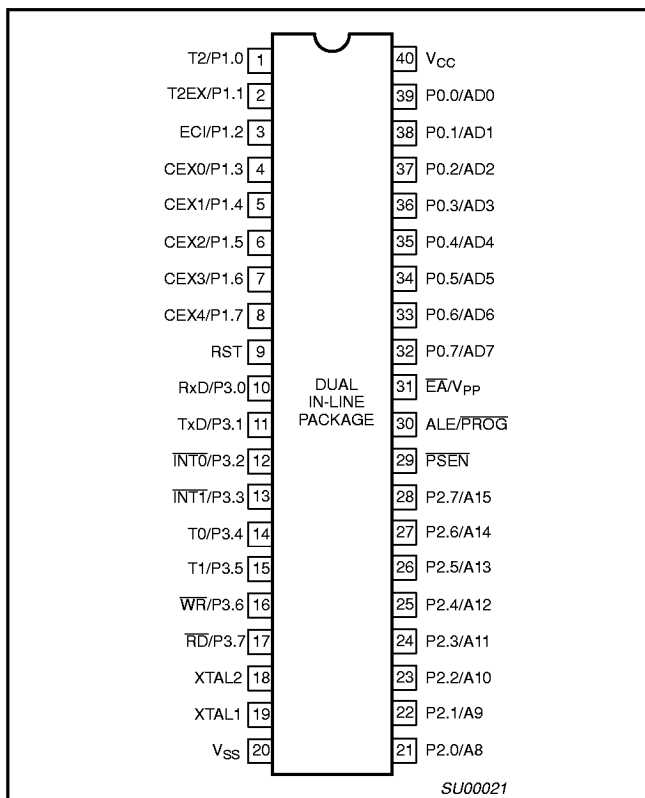 T2/P1.0 1
T2EX/P1.1 2
ECI/P1.2 3
CEX0/P1.3 4
CEX1/P1.4 5
CEX2/P1.5 6
CEX3/P1.6 7
CEX4/P1.7 8
RST 9
RxD/P3.0 10
TxD/P3.1 11
I̅N̅T̅0̅/P3.2 12
I̅N̅T̅1̅/P3.3 13
T0/P3.4 14
T1/P3.5 15
W̅R̅/P3.6 16
R̅D̅/P3.7 17
XTAL2 18
XTAL1 19
VSS 20
DUAL
IN-LINE
PACKAGE
40 VCC
39 P0.0/AD0
38 P0.1/AD1
37 P0.2/AD2
36 P0.3/AD3
35 P0.4/AD4
34 P0.5/AD5
33 P0.6/AD6
32 P0.7/AD7
31 E̅A̅/VPP
30 ALE/P̅R̅O̅G̅
29 P̅S̅E̅N̅
28 P2.7/A15
27 P2.6/A14
26 P2.5/A13
25 P2.4/A12
24 P2.3/A11
23 P2.2/A10
22 P2.1/A9
21 P2.0/A8
SU00021